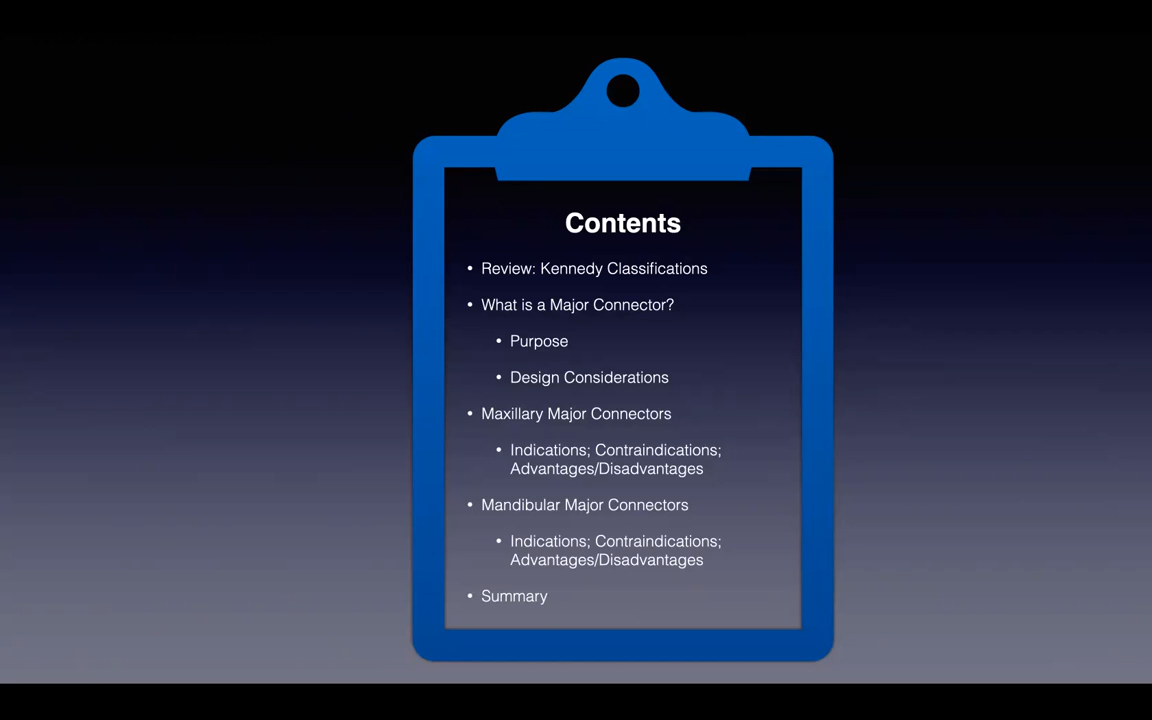 Contents
• Review: Kennedy Classifications
• What is a Major Connector?
• Purpose
• Design Considerations
• Maxillary Major Connectors
• Indications; Contraindications;
Advantages/Disadvantages
• Mandibular Major Connectors
• Indications; Contraindications;
Advantages/Disadvantages
• Summary